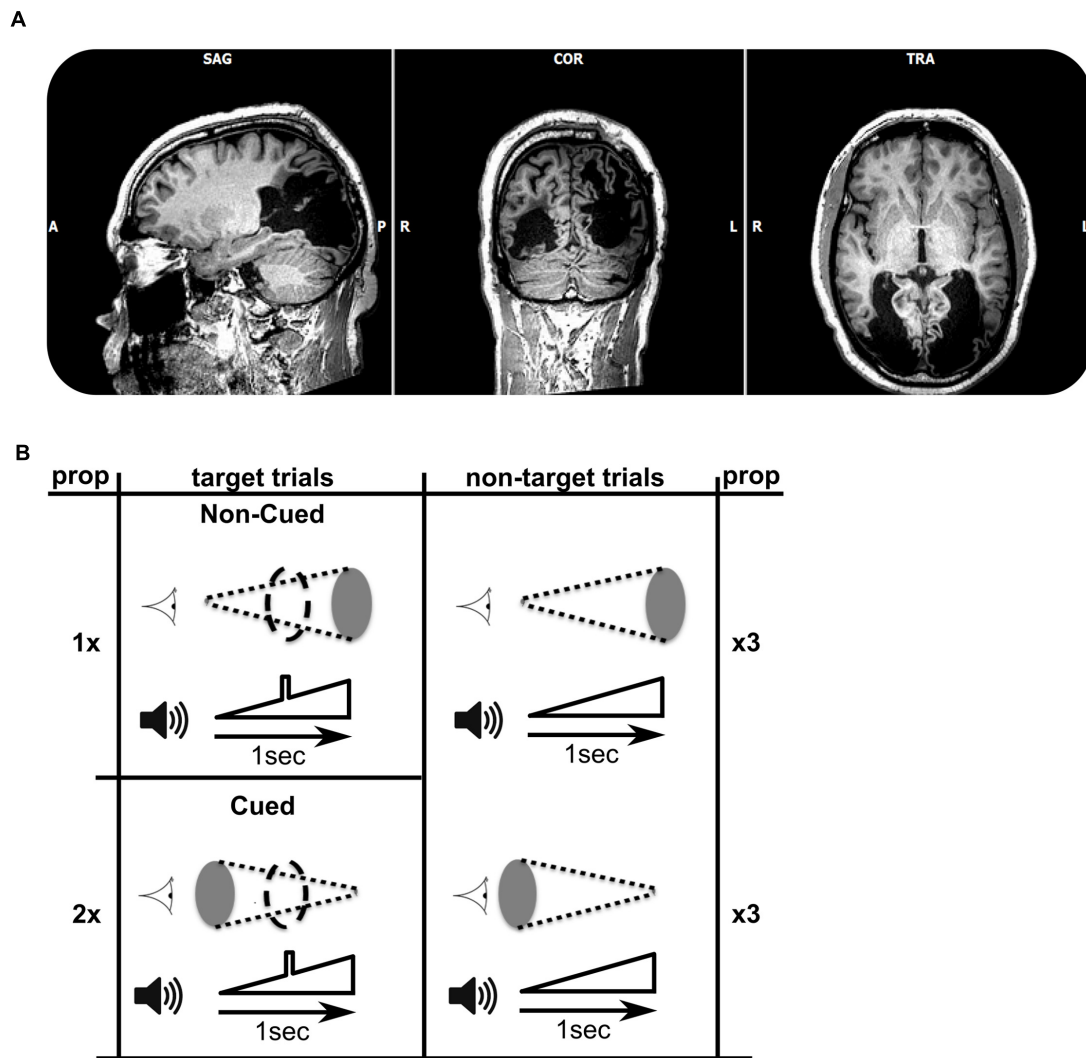 A
SAG
COR
TRA
A
P
R
L
R
L
B
prop
target trials
non-target trials
prop
Non-Cued
1x
x3
1sec
1sec
Cued
2x
x3
1sec
1sec